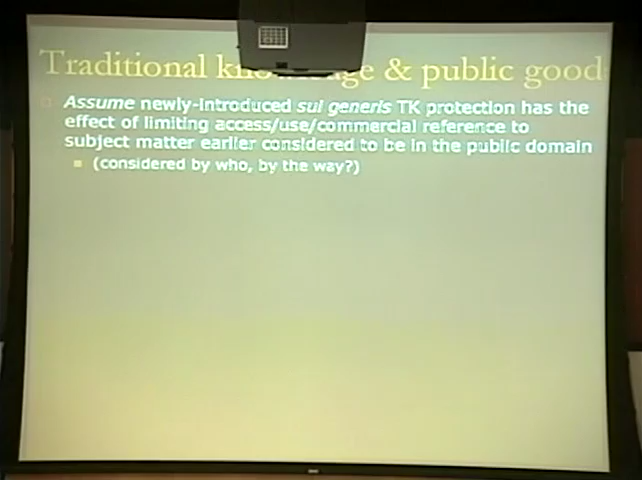 Traditional knowledge & public good
Assume newly-introduced sui generis TK protection has the
effect of limiting access/use/commercial reference to
subject matter earlier considered to be in the public domain
(considered by who, by the way?)